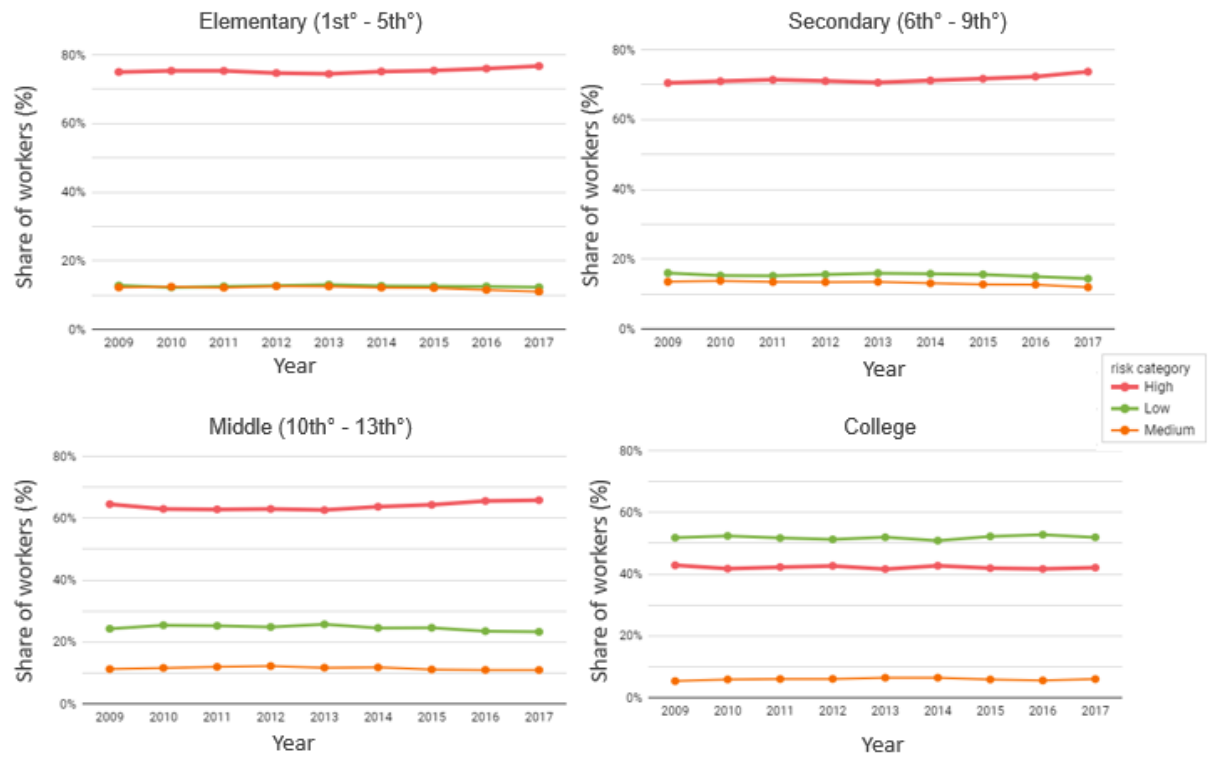 Elementary (1st° - 5th°)
Share of workers (%)
80%
60%
40%
20%
0%
2009 2010 2011 2012 2013 2014 2015 2016 2017
Year
Secondary (6th° - 9th°)
Share of workers (%)
80%
60%
40%
20%
0%
2009 2010 2011 2012 2013 2014 2015 2016 2017
Year
risk category
High
Low
Medium
Middle (10th° - 13th°)
Share of workers (%)
80%
60%
40%
20%
0%
2009 2010 2011 2012 2013 2014 2015 2016 2017
Year
College
Share of workers (%)
80%
60%
40%
20%
0%
2009 2010 2011 2012 2013 2014 2015 2016 2017
Year